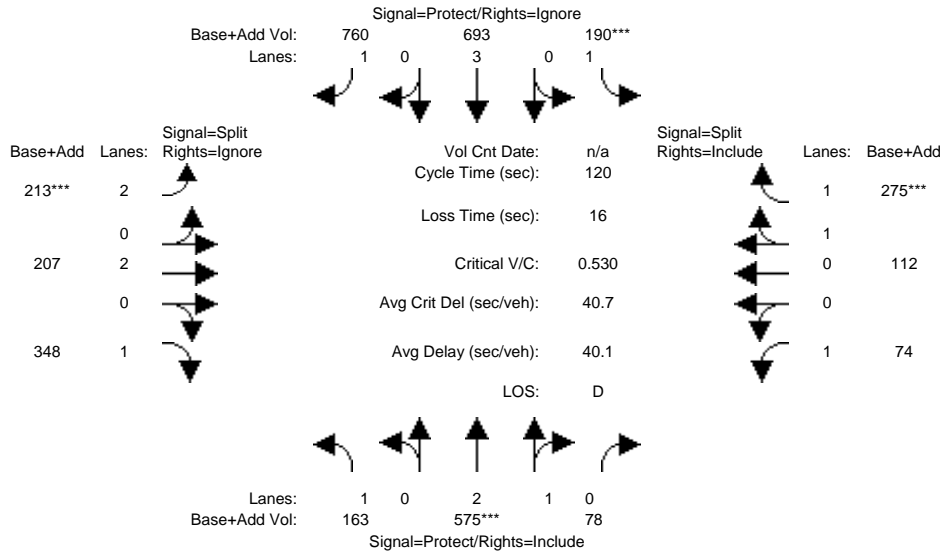 Signal=Protect/Rights=Ignore
Base+Add Vol: 760 693 190***
Lanes: 1 0 3 0 1
Signal=Split
Base+Add Lanes: Rights=Ignore
Vol Cnt Date: n/a
Signal=Split
Rights=Include Lanes: Base+Add
Cycle Time (sec): 120
213*** 2
1 275***
Loss Time (sec): 16
0
1
207 2
Critical V/C: 0.530
0 112
0
Avg Crit Del (sec/veh): 40.7
0
348 1
Avg Delay (sec/veh): 40.1
1 74
LOS: D
Lanes: 1 0 2 1 0
Base+Add Vol: 163 575*** 78
Signal=Protect/Rights=Include